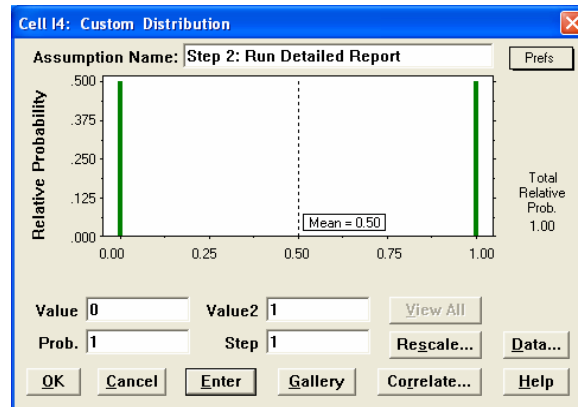 Cell I4: Custom Distribution
Assumption Name: Step 2: Run Detailed Report
Prefs
Relative Probability
.500
.375
.250
.125
.000
Mean = 0.50
0.00 0.25 0.50 0.75 1.00
Total
Relative
Prob.
1.00
Value 0 Value2 1 View All
Prob. 1 Step 1 Rescale... Data...
OK Cancel Enter Gallery Correlate... Help